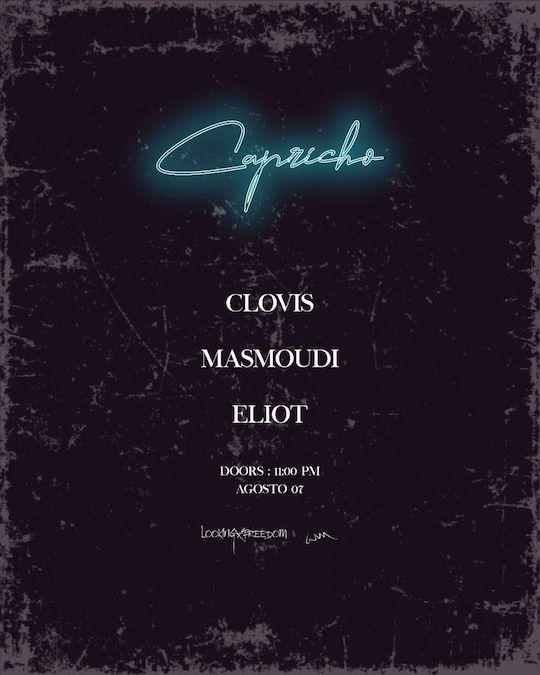 Capricho
CLOVIS
MASMOUDI
ELIOT
DOORS : 11:00 PM
AGOSTO 07
LOOKINGXFREEDOM